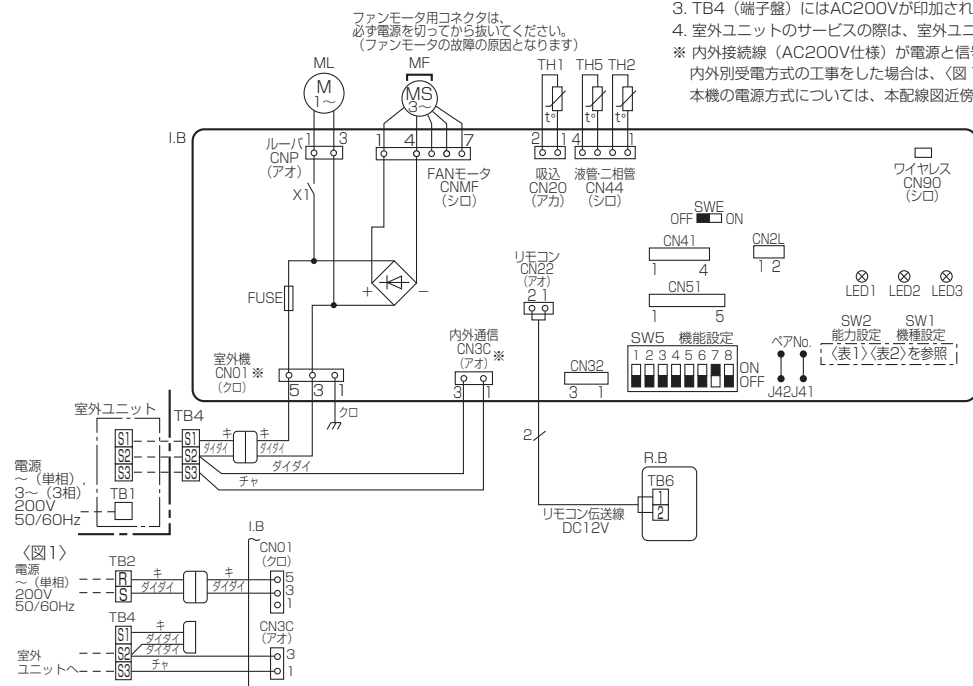 ファンモータ用コネクタは、
必ず電源を切ってから抜いてください。
(ファンモータの故障の原因となります)
3. TB4(端子盤)にはAC200Vが印加され
4. 室外ユニットのサービスの際は、室外ユニ
※ 内外接続線(AC200V仕様)が電源と信
内外別受電方式の工事をした場合は、〈図1
本機の電源方式については、本配線図近傍
ML
MF
TH1
TH5
TH2
M
1~
MS
3~
t°
t°
t°
I.B
ルーバ
CNP
(アオ)
1
3
1
4
7
FANモータ
CNMF
(シロ)
2
1
吸込
CN20
(アカ)
4
1
液管・二相管
CN44
(シロ)
ワイヤレス
CN90
(シロ)
X1
SWE
OFF
ON
CN41
1
4
CN2L
1 2
CN51
1
5
リモコン
CN22
(アオ)
2 1
LED1
LED2
LED3
FUSE
+
−
SW5 機能設定
1 2 3 4 5 6 7 8
ON
OFF
SW2
能力設定
SW1
機種設定
〈表1〉〈表2〉を参照
ペアNo.
J42
J41
室外機
CN01※
(クロ)
5
3
1
クロ
内外通信
CN3C※
(アオ)
3
1
CN32
3
1
室外ユニット
TB4
S1
S2
S3
S1
S2
S3
キ
キ
ダイダイ
ダイダイ
ダイダイ
チャ
電源
~(単相)
3~(3相)
200V
50/60Hz
TB1
2
リモコン伝送線
DC12V
R.B
TB6
1
2
〈図1〉
電源
~(単相)
200V
50/60Hz
TB2
R
S
キ
キ
ダイダイ
ダイダイ
I.B
CN01
(クロ)
5
3
1
TB4
S1
S2
S3
キ
ダイダイ
ダイダイ
チャ
CN3C
(アオ)
3
1
室外
ユニットへ